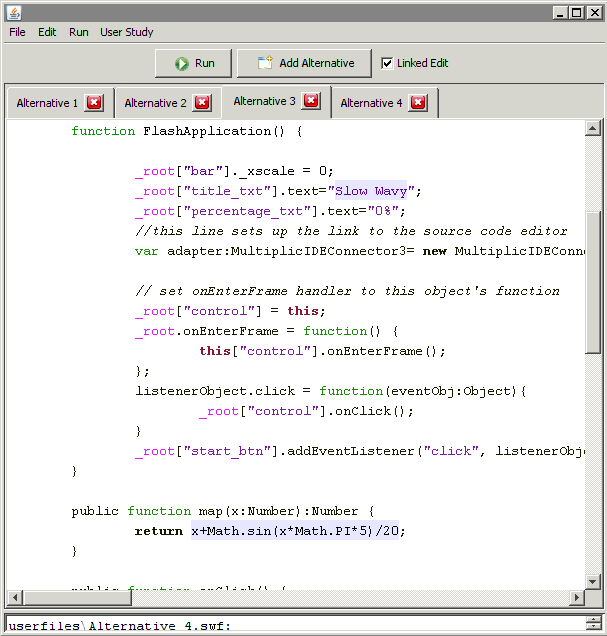 File Edit Run User Study
Run Add Alternative Linked Edit
Alternative 1 Alternative 2 Alternative 3 Alternative 4
function FlashApplication() {
_root["bar"]._xscale = 0;
_root["title_txt"].text="Slow Wavy";
_root["percentage_txt"].text="0%";
//this line sets up the link to the source code editor
var adapter:MultiplicIDEConnector3= new MultiplicIDEConne
// set onEnterFrame handler to this object's function
_root["control"] = this;
_root.onEnterFrame = function() {
this["control"].onEnterFrame();
};
listenerObject.click = function(eventObj:Object){
_root["control"].onClick();
}
_root["start_btn"].addEventListener("click", listenerObje
}
public function map(x:Number):Number {
return x+Math.sin(x*Math.PI*5)/20;
}
public function onClick() {
userfiles\Alternative 4.swf: